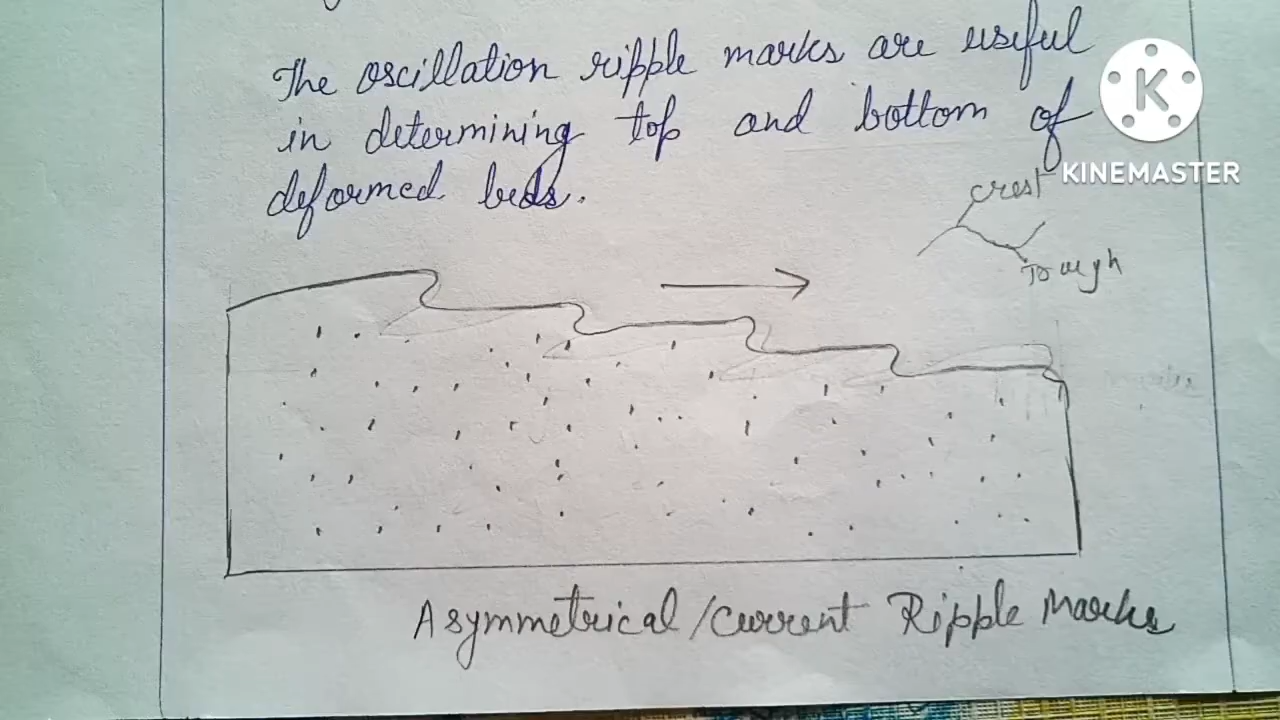 The oscillation ripple marks are useful
in determining top and bottom of
deformed beds.
K
KINEMASTER
crest
Tough
Asymmetrical/Current Ripple Marks